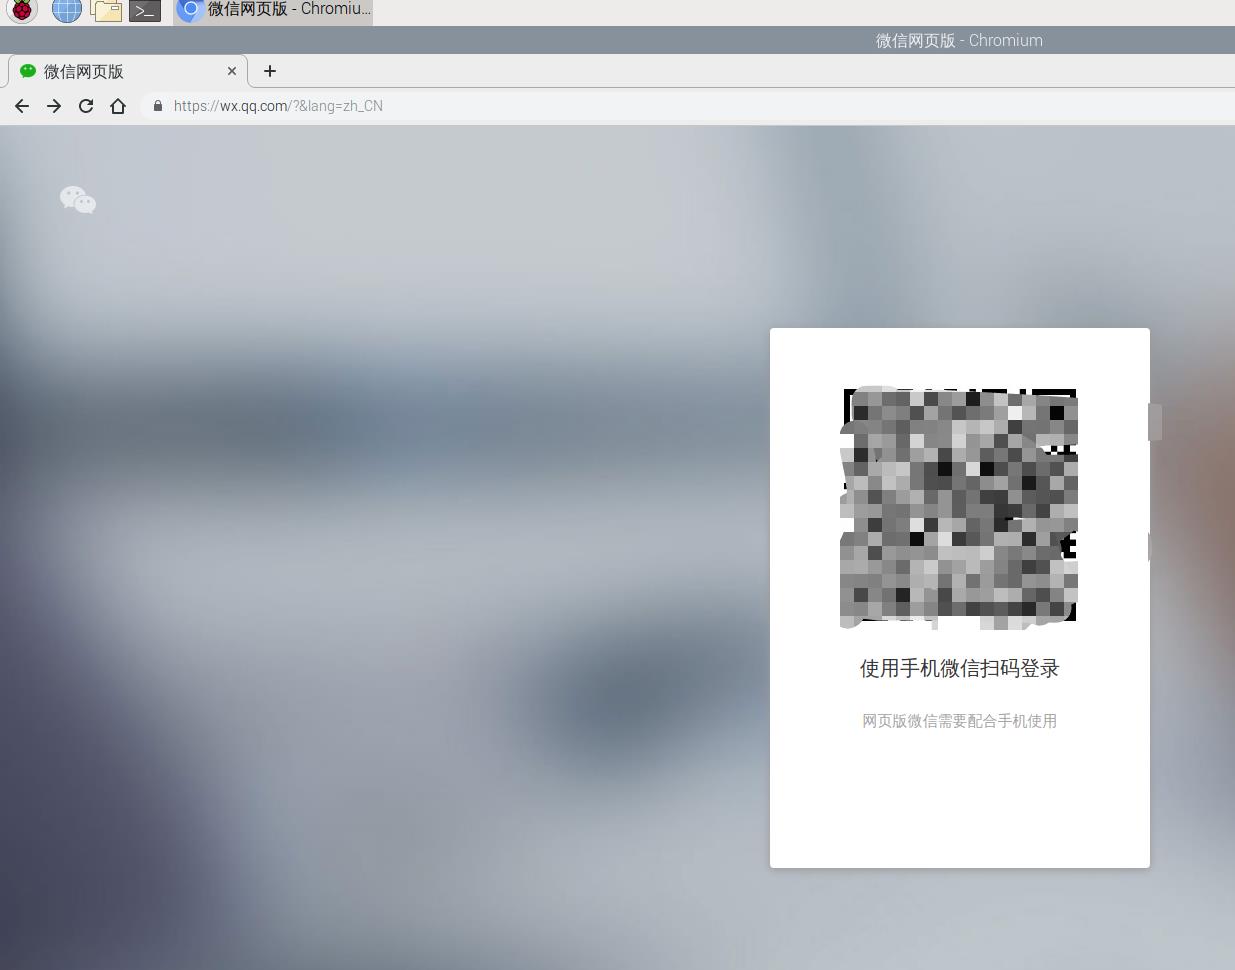 微信网页版 - Chromiu...
微信网页版 - Chromium
微信网页版
https://wx.qq.com/?&lang=zh_CN
使用手机微信扫码登录
网页版微信需要配合手机使用